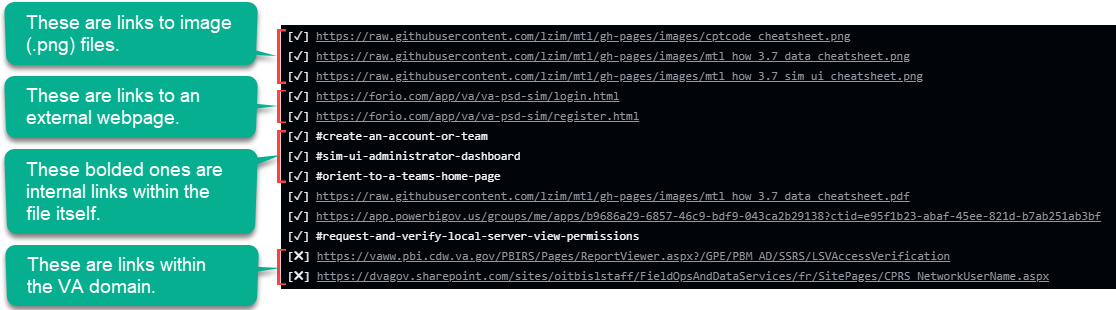 These are links to image
(.png) files.
These are links to an
external webpage.
These bolded ones are
internal links within the
file itself.
These are links within
the VA domain.
[✓] https://raw.githubusercontent.com/lzim/mtl/gh-pages/images/cptcode_cheatsheet.png
[✓] https://raw.githubusercontent.com/lzim/mtl/gh-pages/images/mtl_how_3.7_data_cheatsheet.png
[✓] https://raw.githubusercontent.com/lzim/mtl/gh-pages/images/mtl_how_3.7_sim_ui_cheatsheet.png
[✓] https://forio.com/app/va/va-psd-sim/login.html
[✓] https://forio.com/app/va/va-psd-sim/register.html
[✓] #create-an-account-or-team
[✓] #sim-ui-administrator-dashboard
[✓] #orient-to-a-teams-home-page
[✓] https://raw.githubusercontent.com/lzim/mtl/gh-pages/images/mtl_how_3.7_data_cheatsheet.pdf
[✓] https://app.powerbigov.us/groups/me/apps/b9686a29-6857-46c9-bdf9-043ca2b29138?ctid=e95f1b23-abaf-45ee-821d-b7ab251ab3bf
[✓] #request-and-verify-local-server-view-permissions
[✕] https://vaww.pbi.cdw.va.gov/PBIRS/Pages/ReportViewer.aspx?/GPE/PBM_AD/SSRS/LSVAccessVerification
[✕] https://dvagov.sharepoint.com/sites/oitbislstaff/FieldOpsAndDataServices/fr/SitePages/CPRS_NetworkUserName.aspx